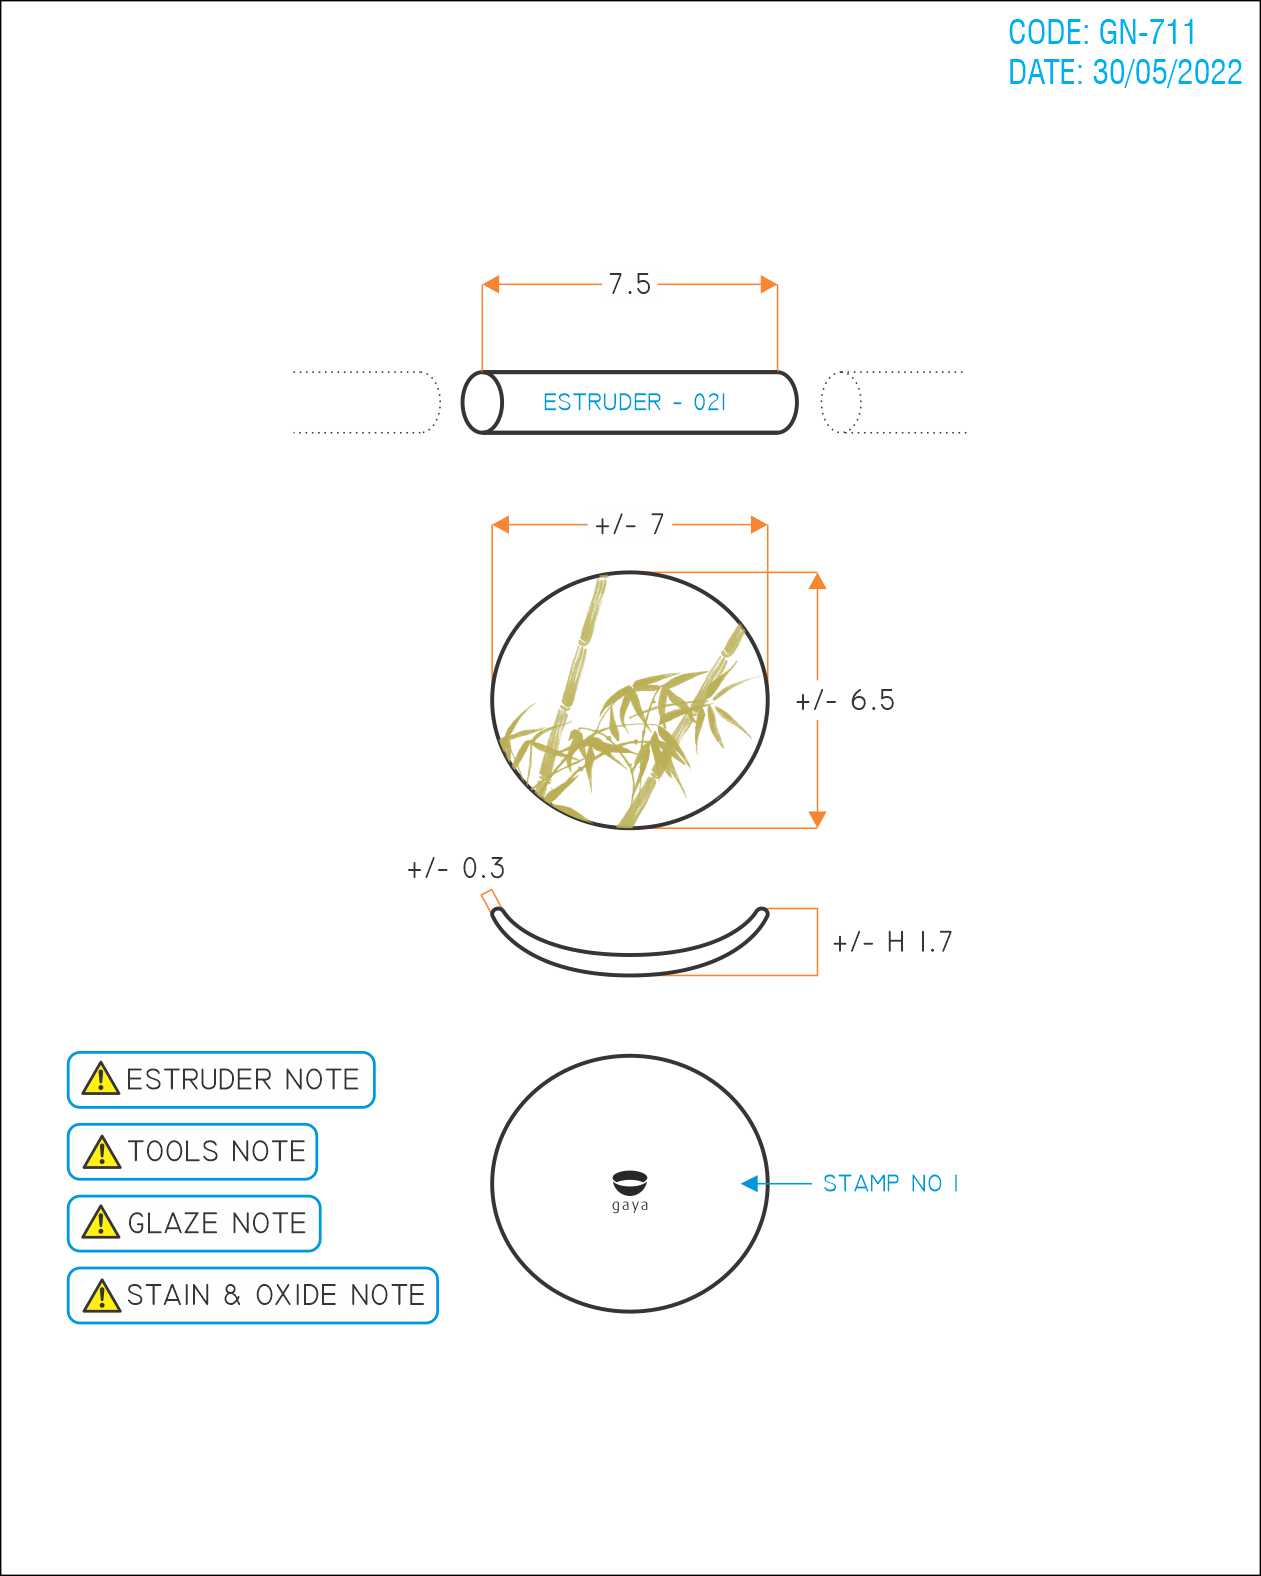 CODE: GN-711
DATE: 30/05/2022
7.5
ESTRUDER - 021
+/- 7
+/- 6.5
+/- 0.3
+/- H 1.7
ESTRUDER NOTE
TOOLS NOTE
GLAZE NOTE
STAIN & OXIDE NOTE
gaya
STAMP NO 1